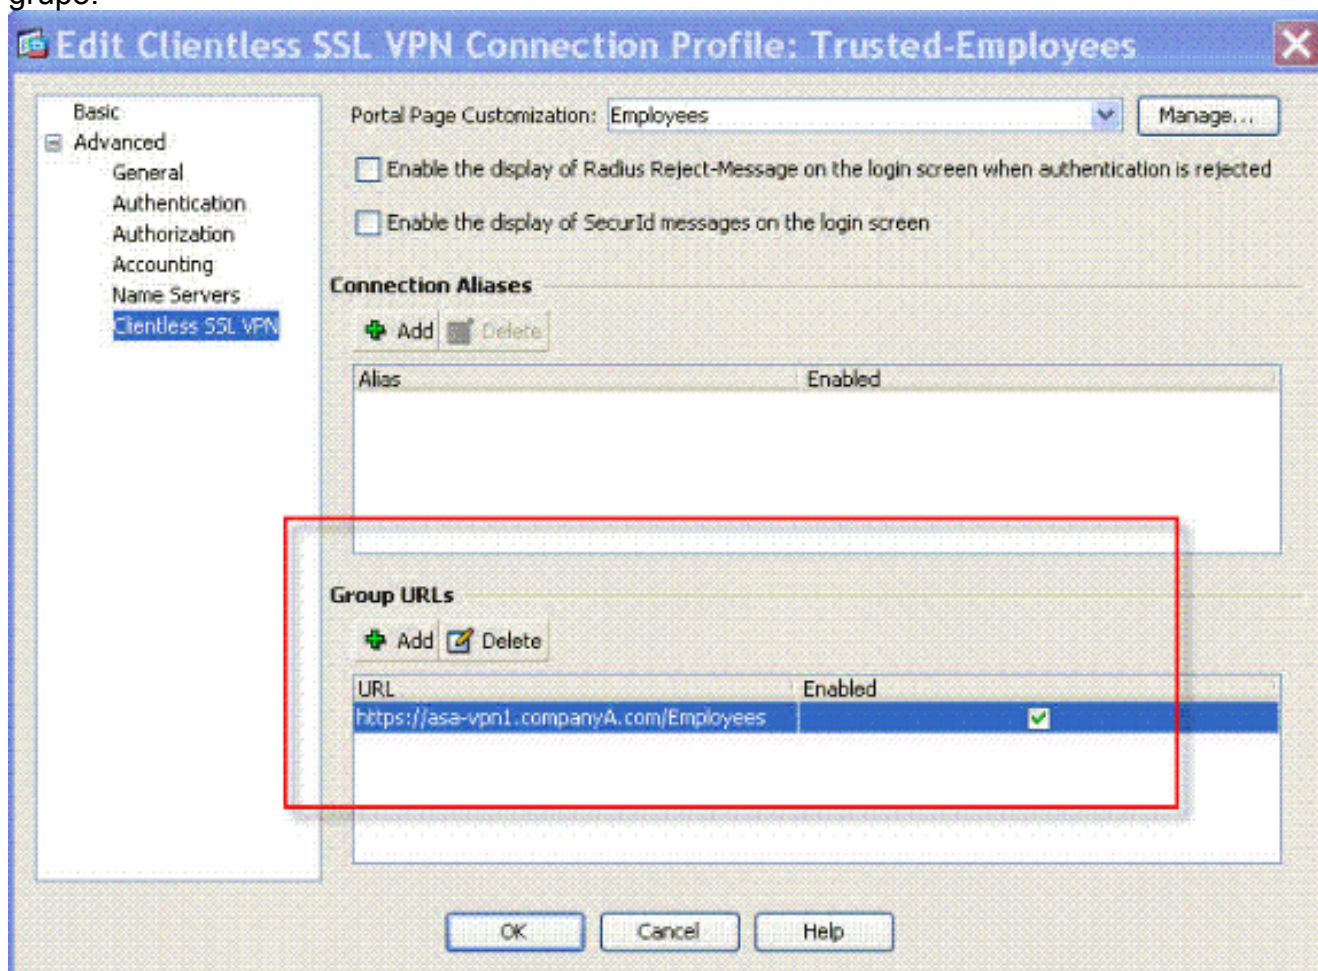 grupo.
Edit Clientless SSL VPN Connection Profile: Trusted-Employees
Basic
Advanced
General
Authentication
Authorization
Accounting
Name Servers
Clientless SSL VPN
Portal Page Customization: Employees Manage...
Enable the display of Radius Reject-Message on the login screen when authentication is rejected
Enable the display of SecurId messages on the login screen
Connection Aliases
Add Delete
Alias Enabled
Group URLs
Add Delete
URL Enabled
https://asa-vpn1.companyA.com/Employees
OK Cancel Help